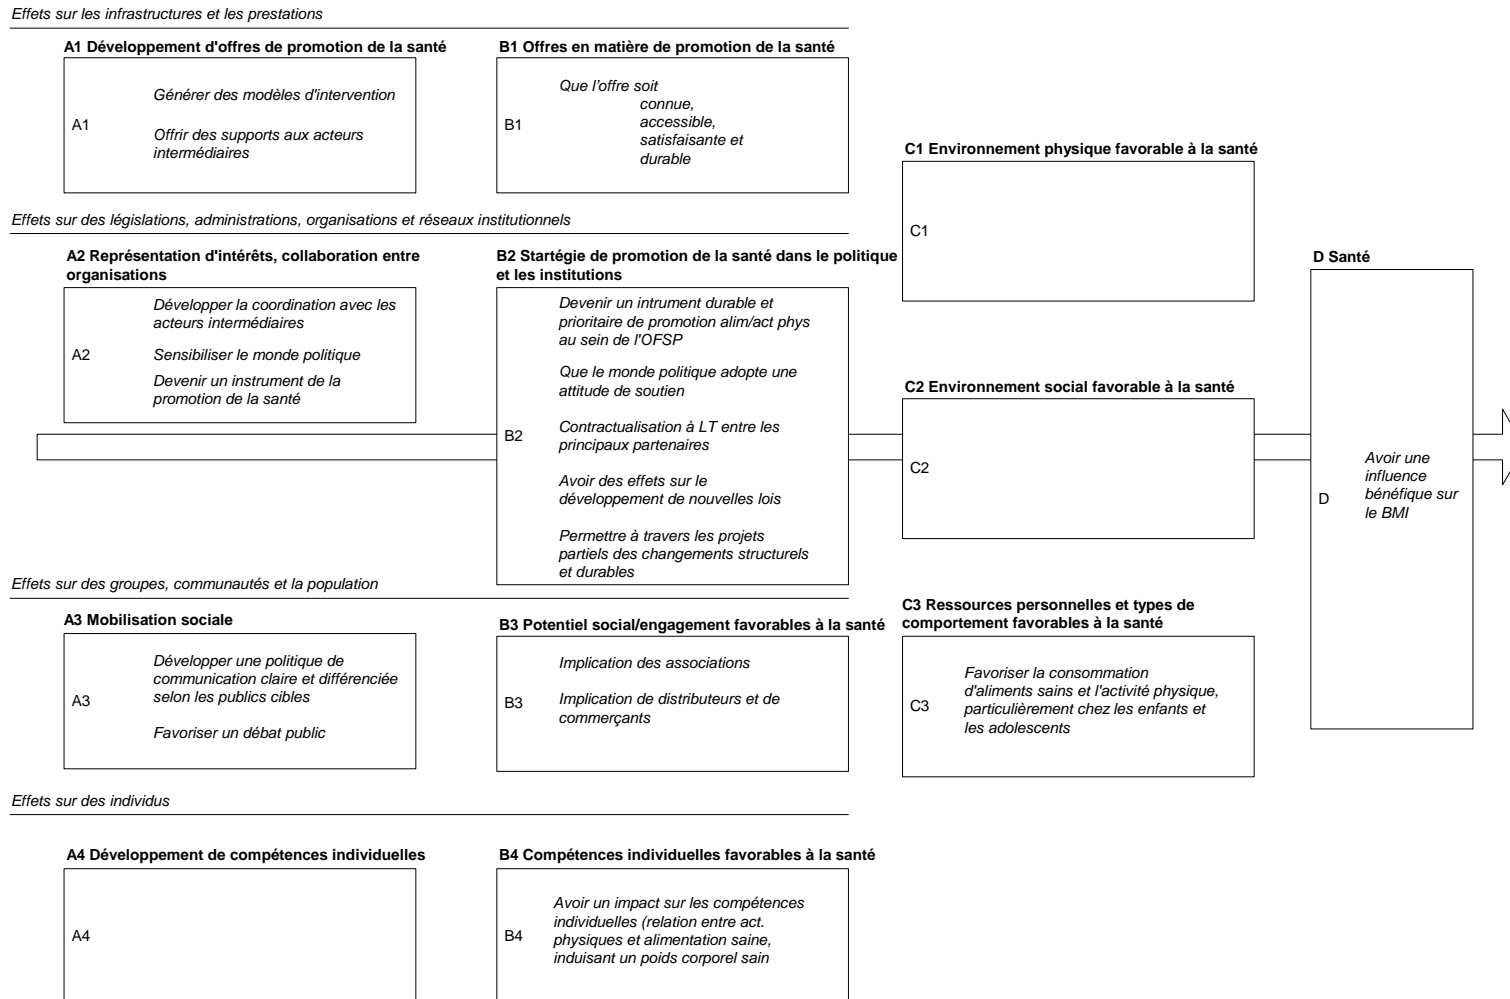 Effets sur les infrastructures et les prestations
A1 Développement d'offres de promotion de la santé
A1
Générer des modèles d'intervention
Offrir des supports aux acteurs
intermédiaires
B1 Offres en matière de promotion de la santé
B1
Que l'offre soit
connue,
accessible,
satisfaisante et
durable
C1 Environnement physique favorable à la santé
C1
Effets sur des législations, administrations, organisations et réseaux institutionnels
A2 Représentation d'intérêts, collaboration entre
organisations
A2
Développer la coordination avec les
acteurs intermédiaires
Sensibiliser le monde politique
Devenir un instrument de la
promotion de la santé
B2 Startégie de promotion de la santé dans le politique
et les institutions
B2
Devenir un intrument durable et
prioritaire de promotion alim/act phys
au sein de l'OFSP
Que le monde politique adopte une
attitude de soutien
Contractualisation à LT entre les
principaux partenaires
Avoir des effets sur le
développement de nouvelles lois
Permettre à travers les projets
partiels des changements structurels
et durables
C2 Environnement social favorable à la santé
C2
D Santé
D
Avoir une
influence
bénéfique sur
le BMI
Effets sur des groupes, communautés et la population
A3 Mobilisation sociale
A3
Développer une politique de
communication claire et différenciée
selon les publics cibles
Favoriser un débat public
B3 Potentiel social/engagement favorables à la santé
B3
Implication des associations
Implication de distributeurs et de
commerçants
C3 Ressources personnelles et types de
comportement favorables à la santé
C3
Favoriser la consommation
d'aliments sains et l'activité physique,
particulièrement chez les enfants et
les adolescents
Effets sur des individus
A4 Développement de compétences individuelles
A4
B4 Compétences individuelles favorables à la santé
B4
Avoir un impact sur les compétences
individuelles (relation entre act.
physiques et alimentation saine,
induisant un poids corporel sain